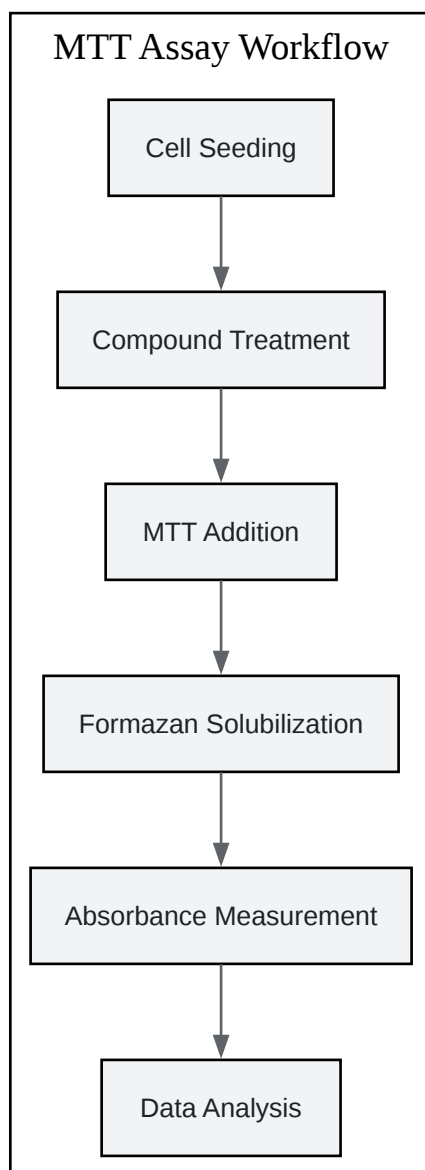 MTT Assay Workflow
Cell Seeding
Compound Treatment
MTT Addition
Formazan Solubilization
Absorbance Measurement
Data Analysis